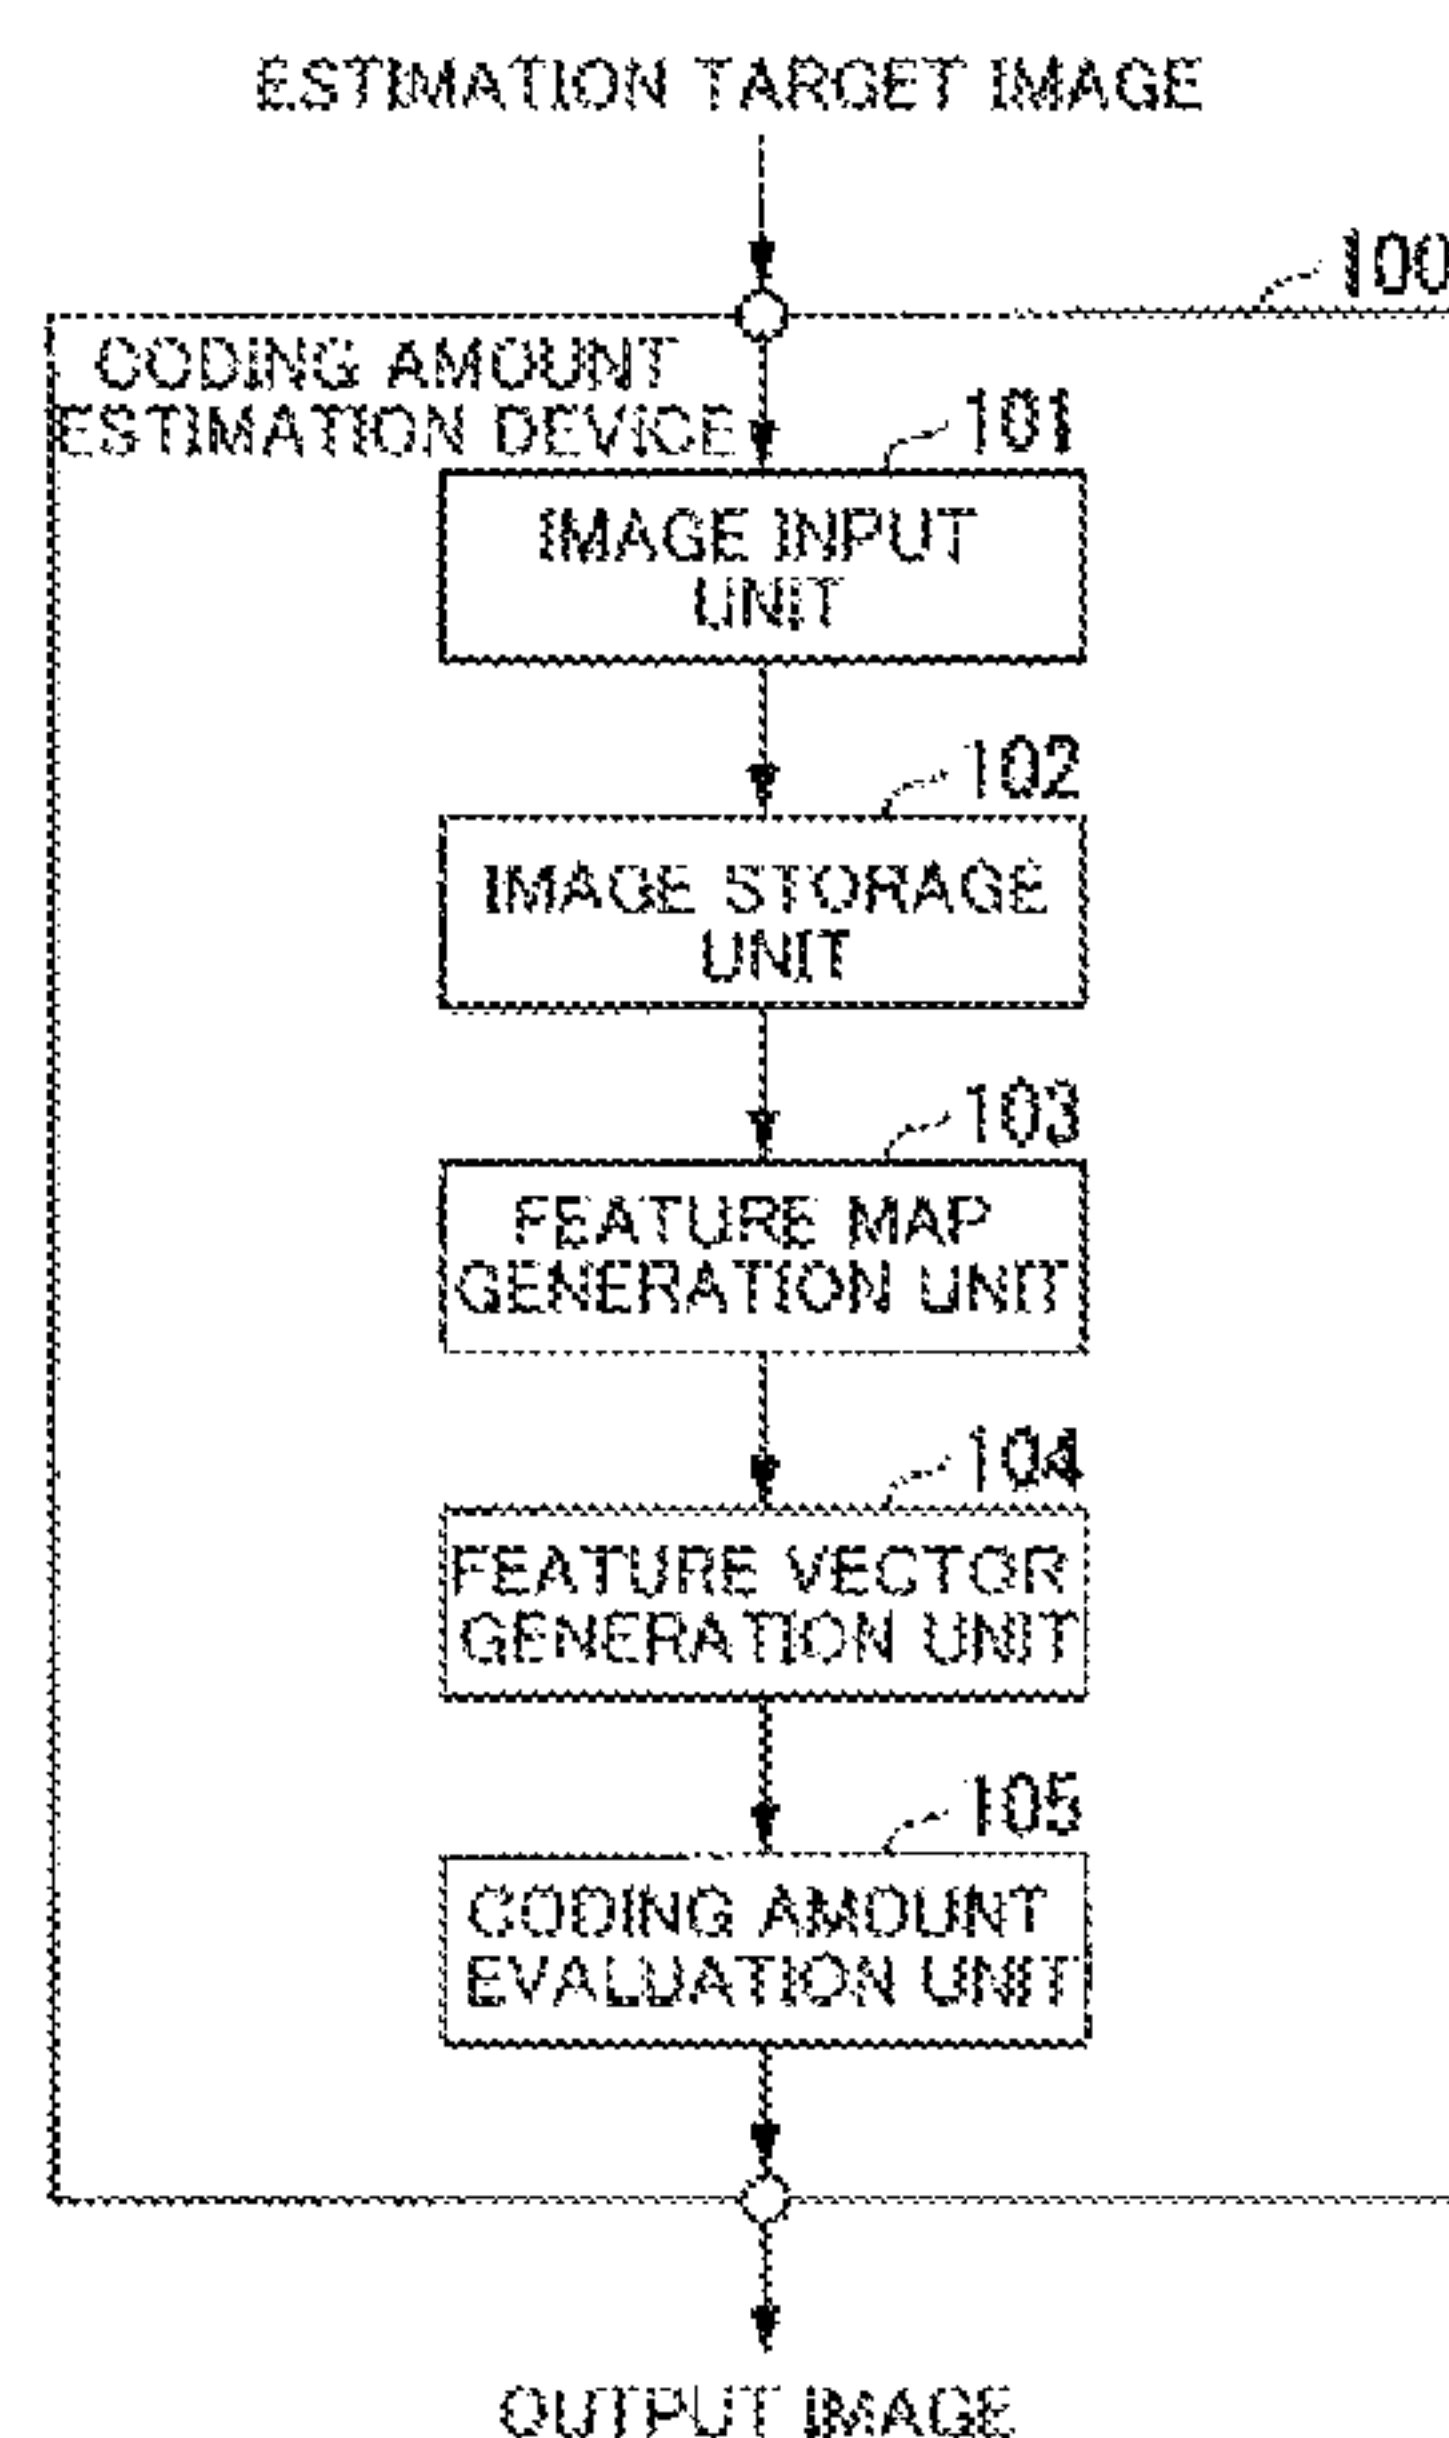 ESTIMATION TARGET IMAGE
100
CODING AMOUNT
ESTIMATION DEVICE
101
IMAGE INPUT
UNIT
102
IMAGE STORAGE
UNIT
103
FEATURE MAP
GENERATION UNIT
104
FEATURE VECTOR
GENERATION UNIT
105
CODING AMOUNT
EVALUATION UNIT
OUTPUT IMAGE